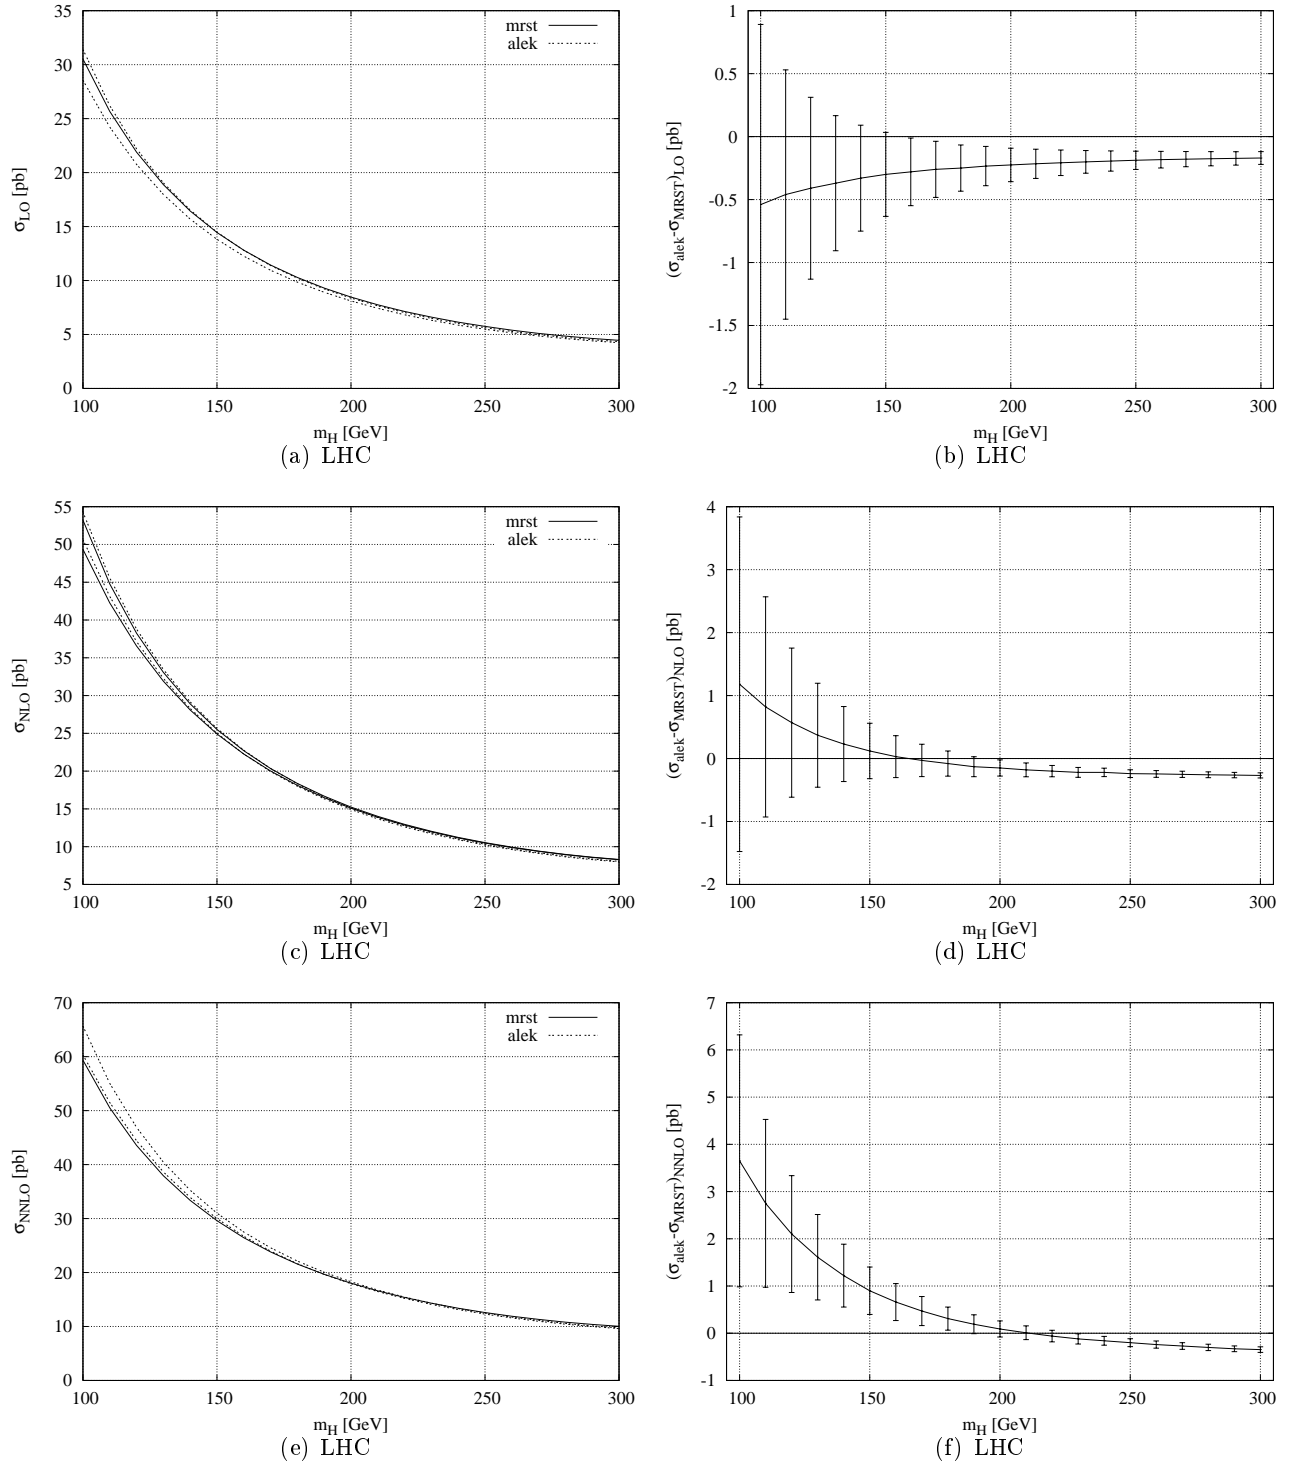 35
30
25
20
15
10
5
0
σLO [pb]
mrst
alek
100 150 200 250 300
mH [GeV]
(a) LHC
1
0.5
0
-0.5
-1
-1.5
-2
(σalek-σMRST)LO [pb]
100 150 200 250 300
mH [GeV]
(b) LHC
55
50
45
40
35
30
25
20
15
10
5
σNLO [pb]
mrst
alek
100 150 200 250 300
mH [GeV]
(c) LHC
4
3
2
1
0
-1
-2
(σalek-σMRST)NLO [pb]
100 150 200 250 300
mH [GeV]
(d) LHC
70
60
50
40
30
20
10
0
σNNLO [pb]
mrst
alek
100 150 200 250 300
mH [GeV]
(e) LHC
7
6
5
4
3
2
1
0
-1
(σalek-σMRST)NNLO [pb]
100 150 200 250 300
mH [GeV]
(f) LHC